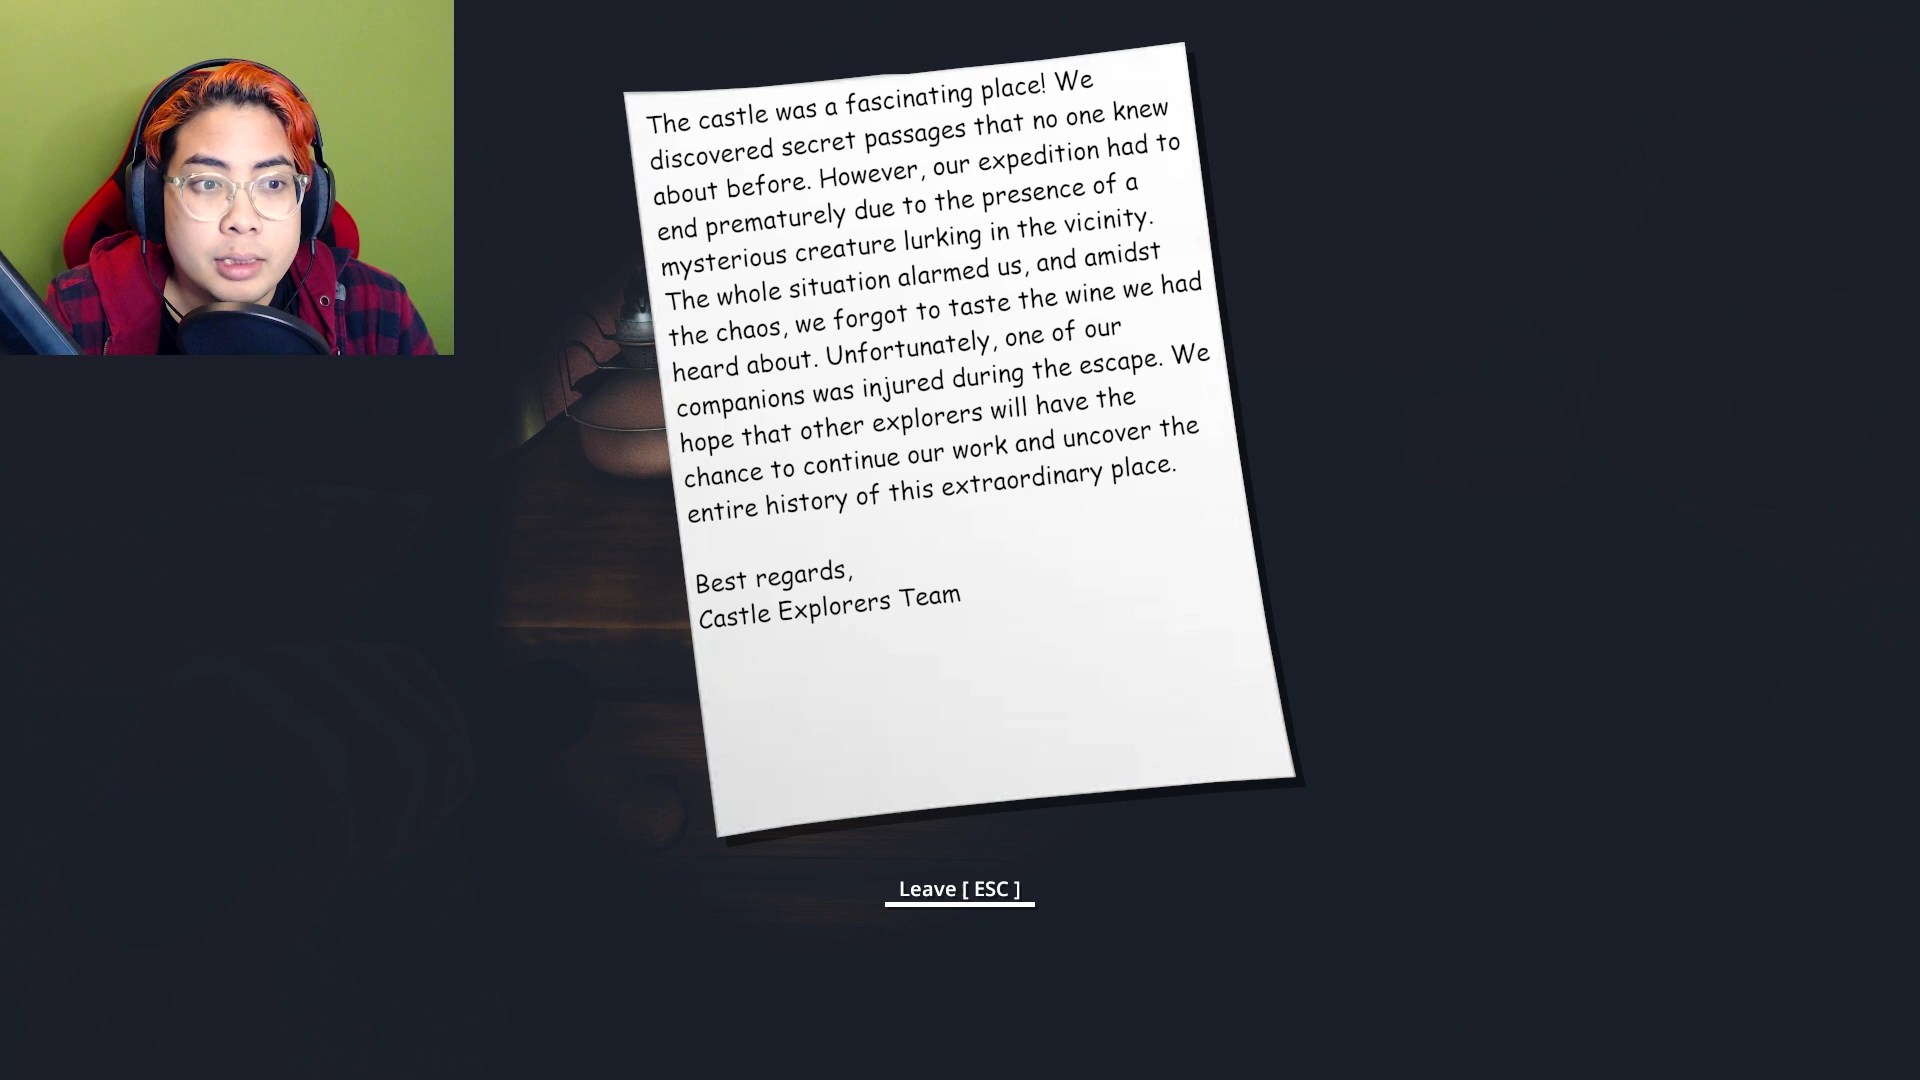 The castle was a fascinating place! We
discovered secret passages that no one knew
about before. However, our expedition had to
end prematurely due to the presence of a
mysterious creature lurking in the vicinity.
The whole situation alarmed us, and amidst
the chaos, we forgot to taste the wine we had
heard about. Unfortunately, one of our
companions was injured during the escape. We
hope that other explorers will have the
chance to continue our work and uncover the
entire history of this extraordinary place.
Best regards,
Castle Explorers Team
Leave [ ESC ]